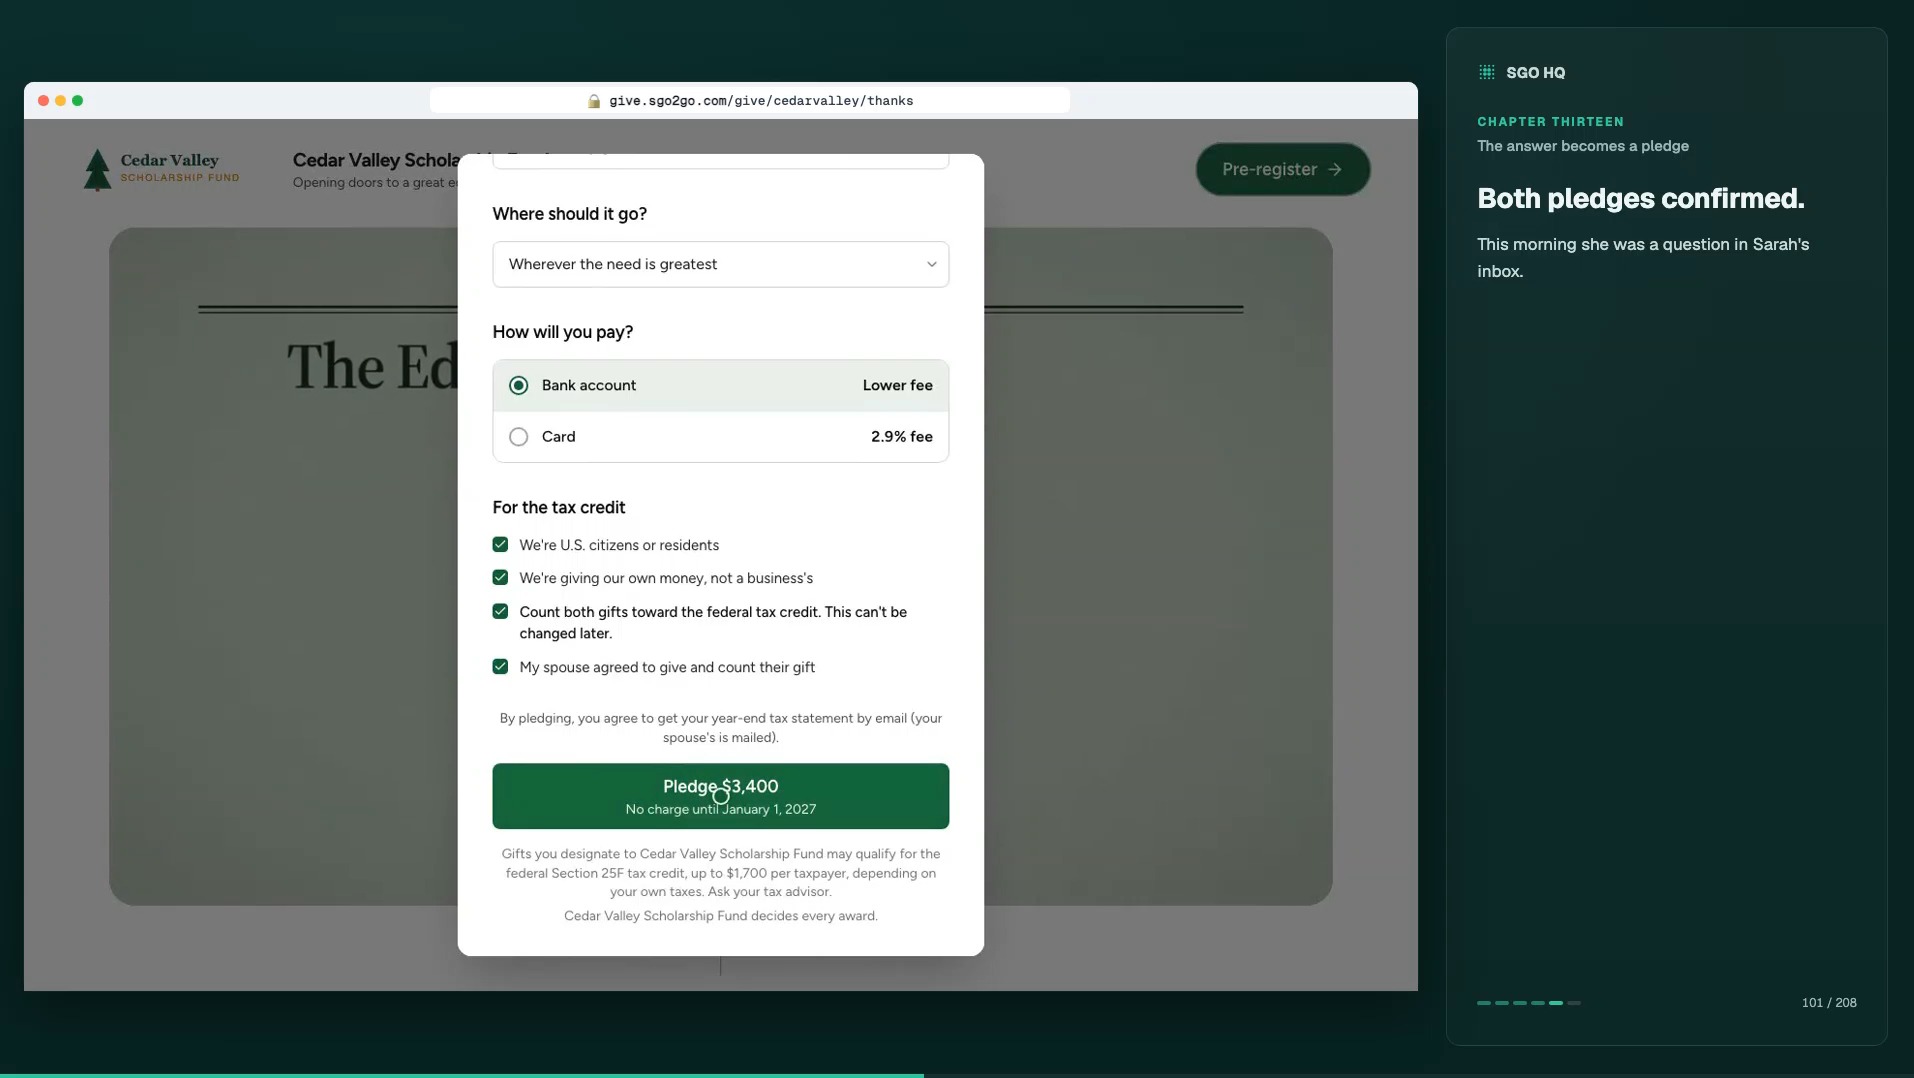 give.sgo2go.com/give/cedarvalley/thanks
Cedar Valley
SCHOLARSHIP FUND
Cedar Valley Schola
Opening doors to a great e
Pre-register
The Ed
Where should it go?
Wherever the need is greatest
How will you pay?
Bank account Lower fee
Card 2.9% fee
For the tax credit
We're U.S. citizens or residents
We're giving our own money, not a business's
Count both gifts toward the federal tax credit. This can't be
changed later.
My spouse agreed to give and count their gift
By pledging, you agree to get your year-end tax statement by email (your
spouse's is mailed).
Pledge $3,400
No charge until January 1, 2027
Gifts you designate to Cedar Valley Scholarship Fund may qualify for the
federal Section 25F tax credit, up to $1,700 per taxpayer, depending on
your own taxes. Ask your tax advisor.
Cedar Valley Scholarship Fund decides every award.
SGO HQ
CHAPTER THIRTEEN
The answer becomes a pledge
Both pledges confirmed.
This morning she was a question in Sarah's
inbox.
101 / 208